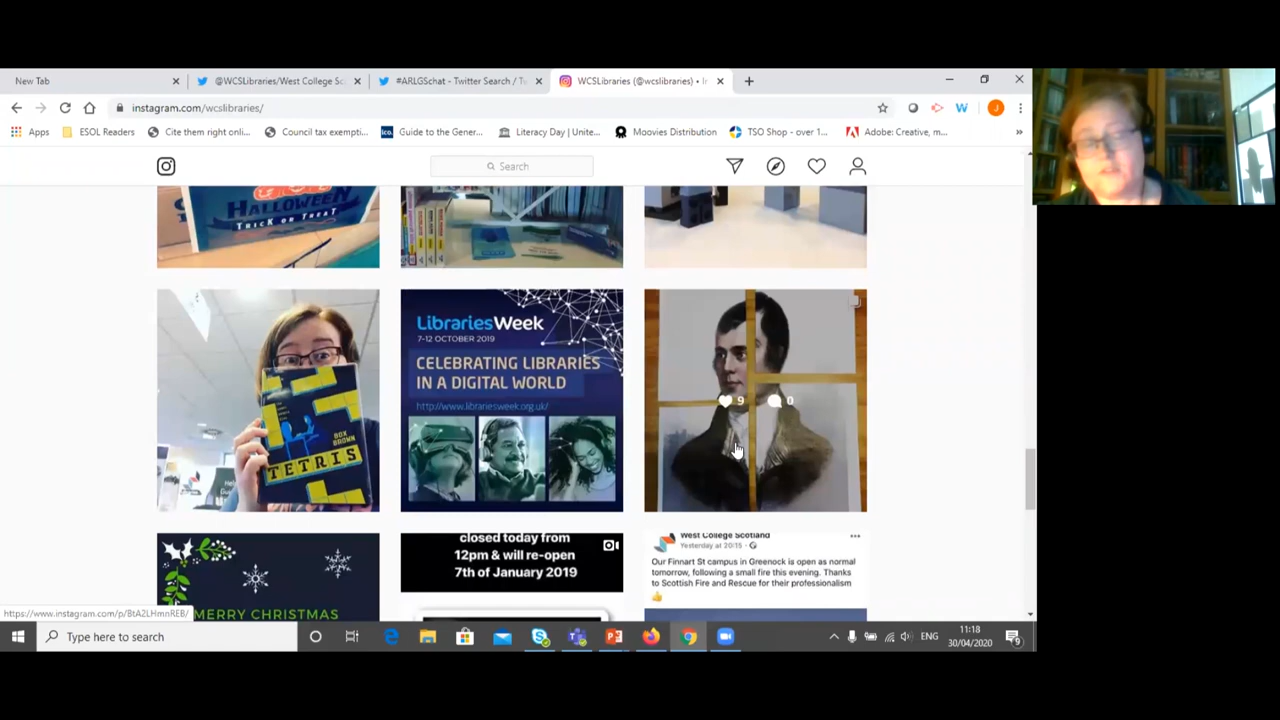 New Tab
@WCSLibraries/West College Sc
#ARLGSchat - Twitter Search / Tw
WCSLibraries (@wcslibraries) • In
instagram.com/wcslibraries/
Apps
ESOL Readers
Cite them right onli...
Council tax exempti...
ico.
Guide to the Gener...
Literacy Day | Unite...
Moovies Distribution
TSO Shop - over 1...
Adobe: Creative, m...
Search
HALLOWEEN
TRICK OR TREAT
BOX
BROWN
TETRIS
LibrariesWeek
7-12 OCTOBER 2019
CELEBRATING LIBRARIES
IN A DIGITAL WORLD
http://www.librariesweek.org.uk/
9 0
MERRY CHRISTMAS
closed today from
12pm & will re-open
7th of January 2019
West College Scotland
Yesterday at 20:15
Our Finnart St campus in Greenock is open as normal
tomorrow, following a small fire this evening. Thanks
to Scottish Fire and Rescue for their professionalism
https://www.instagram.com/p/BtA2LHmnREB/
Type here to search
ENG
11:18
30/04/2020